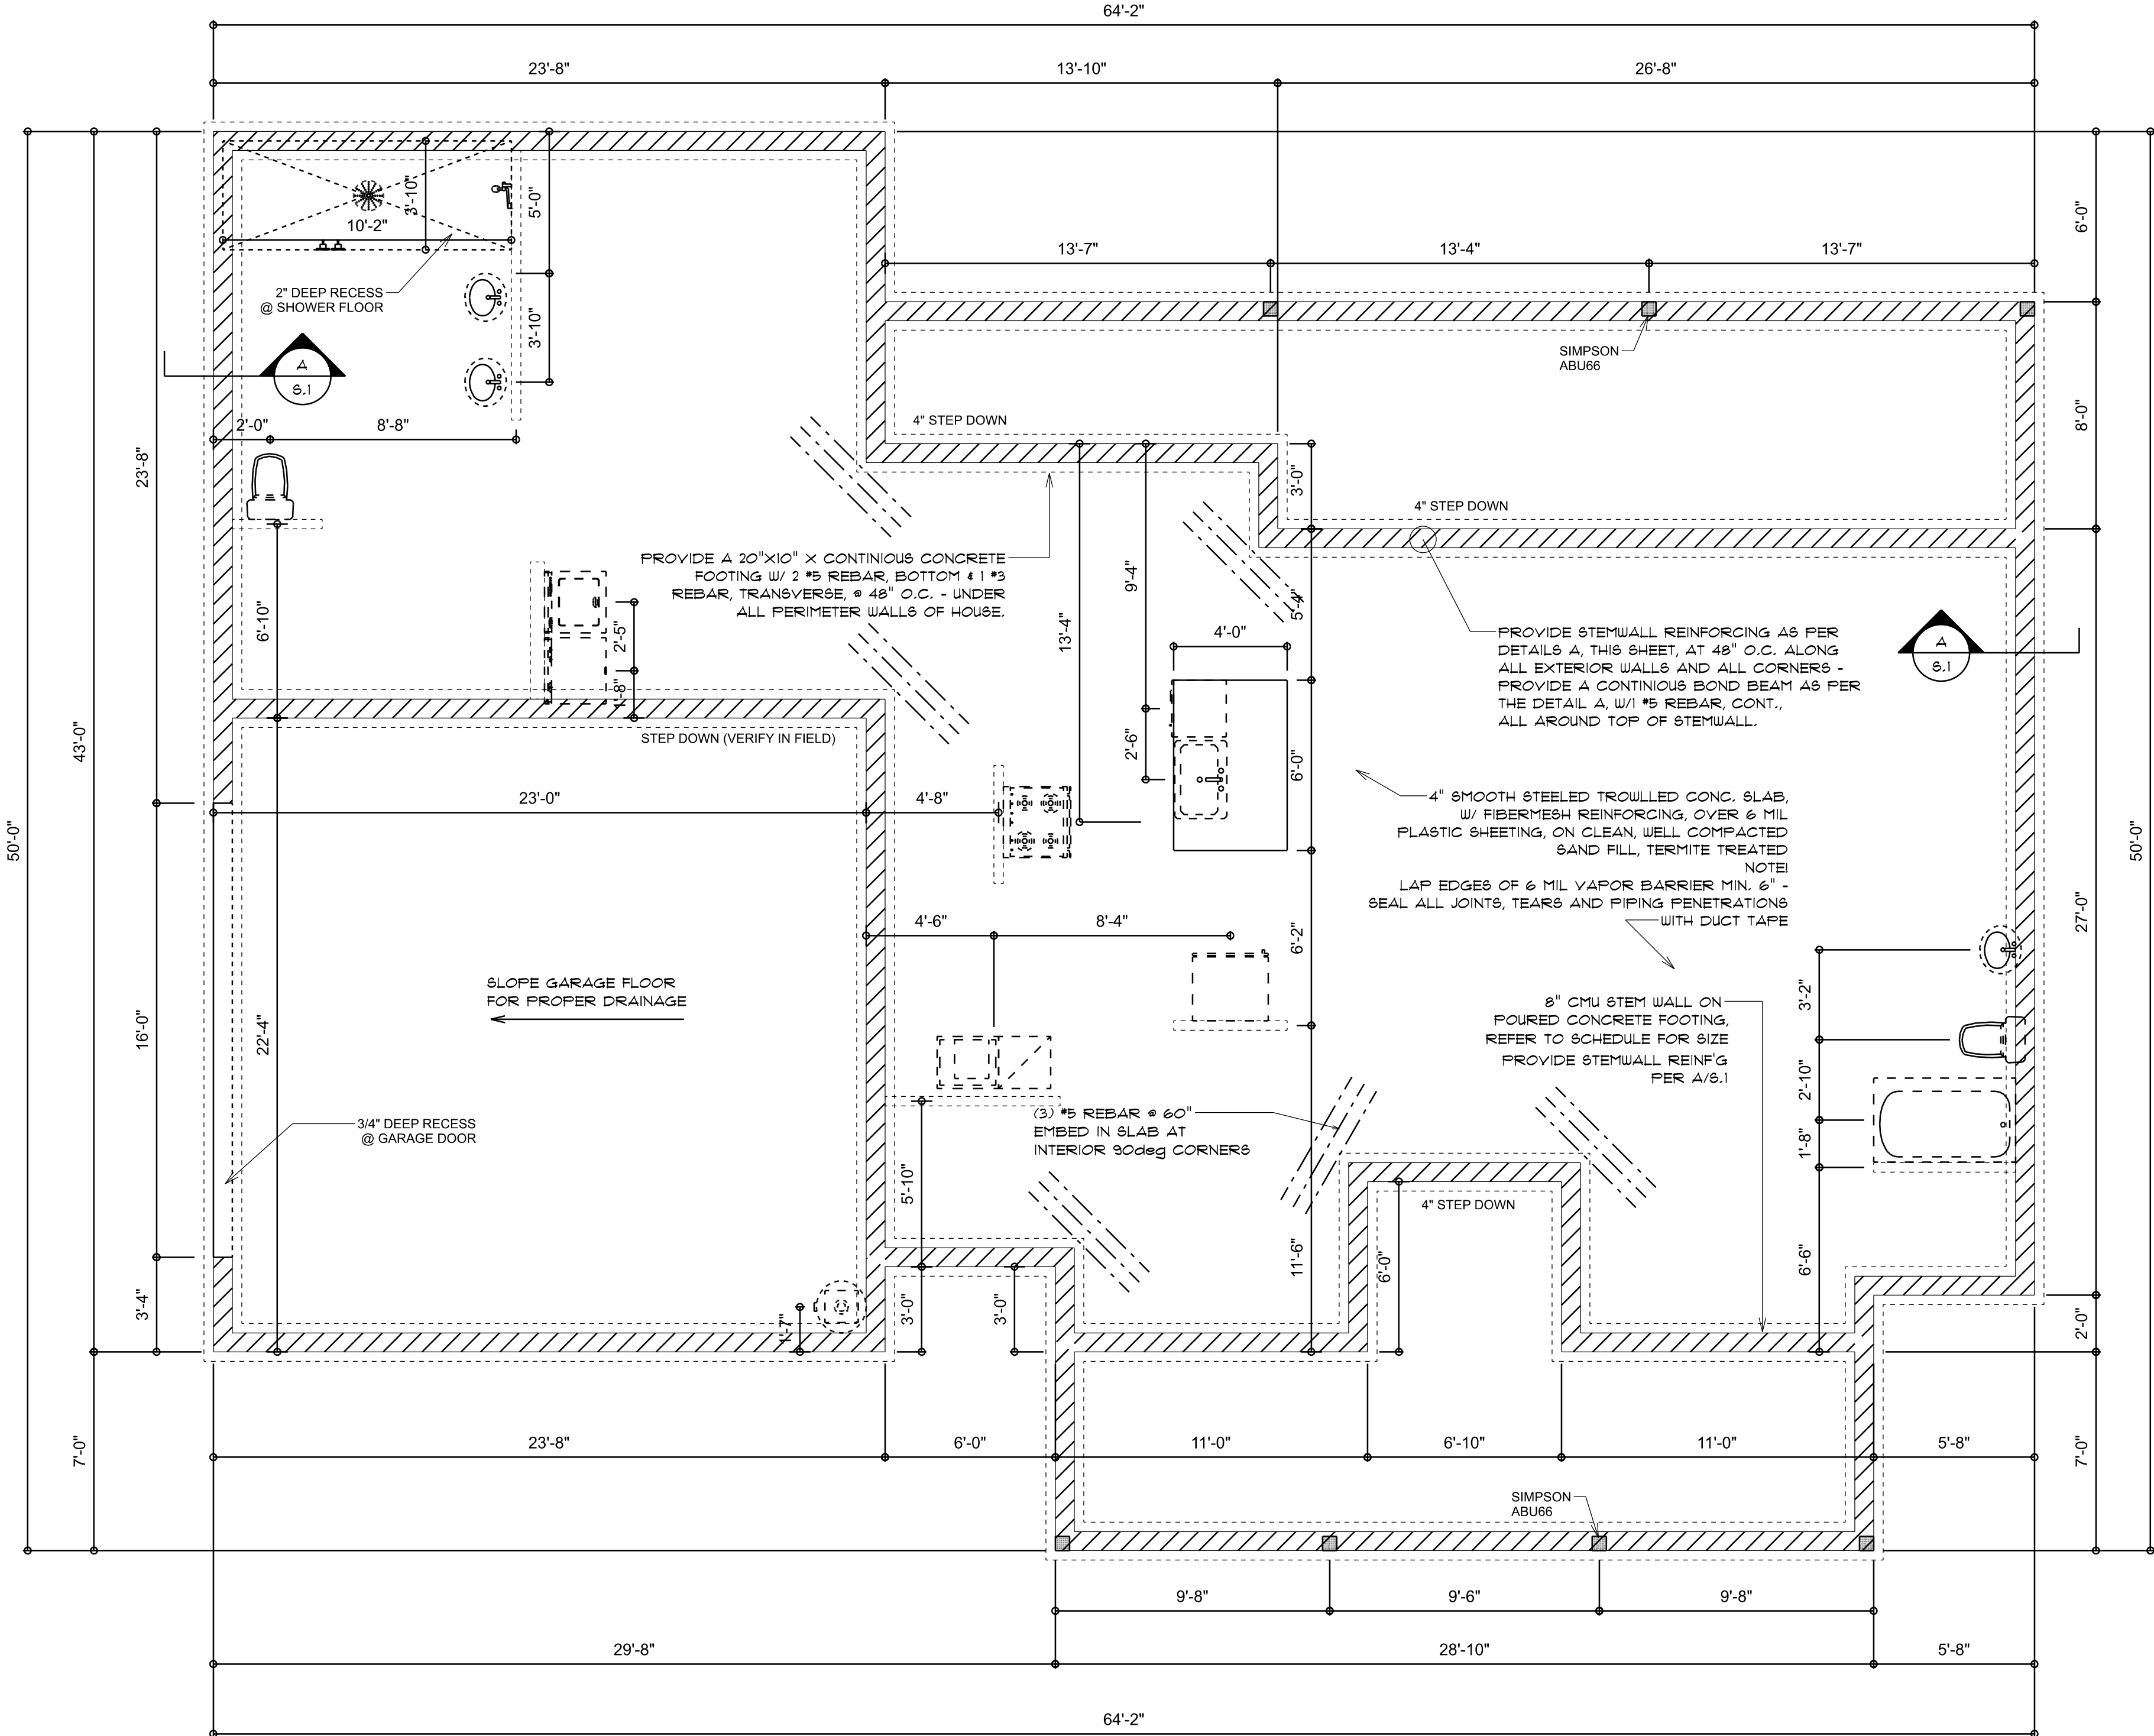 64'-2"
23'-8"
13'-10"
26'-8"
3'-10"
10'-2"
5'-0"
6'-0"
13'-7"
13'-4"
13'-7"
2" DEEP RECESS
@ SHOWER FLOOR
3'-10"
SIMPSON
ABU66
A
S.1
2'-0"
8'-8"
4" STEP DOWN
8'-0"
23'-8"
3'-0"
4" STEP DOWN
PROVIDE A 20"X10" X CONTINIOUS CONCRETE
FOOTING W/ 2 #5 REBAR, BOTTOM & 1 #3
REBAR, TRANSVERSE, @ 48" O.C. - UNDER
ALL PERIMETER WALLS OF HOUSE.
9'-4"
5'-4"
13'-4"
6'-10"
2'-5"
1'-8"
4'-0"
PROVIDE STEMWALL REINFORCING AS PER
DETAILS A, THIS SHEET, AT 48" O.C. ALONG
ALL EXTERIOR WALLS AND ALL CORNERS -
PROVIDE A CONTINIOUS BOND BEAM AS PER
THE DETAIL A, W/1 #5 REBAR, CONT.,
ALL AROUND TOP OF STEMWALL.
A
S.1
STEP DOWN (VERIFY IN FIELD)
43'-0"
50'-0"
2'-6"
6'-0"
23'-0"
4'-8"
4" SMOOTH STEELED TROWLLED CONC. SLAB,
W/ FIBERMESH REINFORCING, OVER 6 MIL
PLASTIC SHEETING, ON CLEAN, WELL COMPACTED
SAND FILL, TERMITE TREATED
NOTE!
LAP EDGES OF 6 MIL VAPOR BARRIER MIN. 6" -
SEAL ALL JOINTS, TEARS AND PIPING PENETRATIONS
WITH DUCT TAPE
50'-0"
27'-0"
4'-6"
8'-4"
6'-2"
SLOPE GARAGE FLOOR
FOR PROPER DRAINAGE
16'-0"
22'-4"
8" CMU STEM WALL ON
POURED CONCRETE FOOTING,
REFER TO SCHEDULE FOR SIZE
PROVIDE STEMWALL REINF'G
PER A/S.1
3'-2"
2'-10"
1'-8"
3/4" DEEP RECESS
@ GARAGE DOOR
(3) #5 REBAR @ 60"
EMBED IN SLAB AT
INTERIOR 90deg CORNERS
5'-10"
4" STEP DOWN
11'-6"
6'-0"
6'-6"
3'-4"
1'-7"
3'-0"
3'-0"
2'-0"
7'-0"
23'-8"
6'-0"
11'-0"
6'-10"
11'-0"
5'-8"
7'-0"
SIMPSON
ABU66
9'-8"
9'-6"
9'-8"
29'-8"
28'-10"
5'-8"
64'-2"